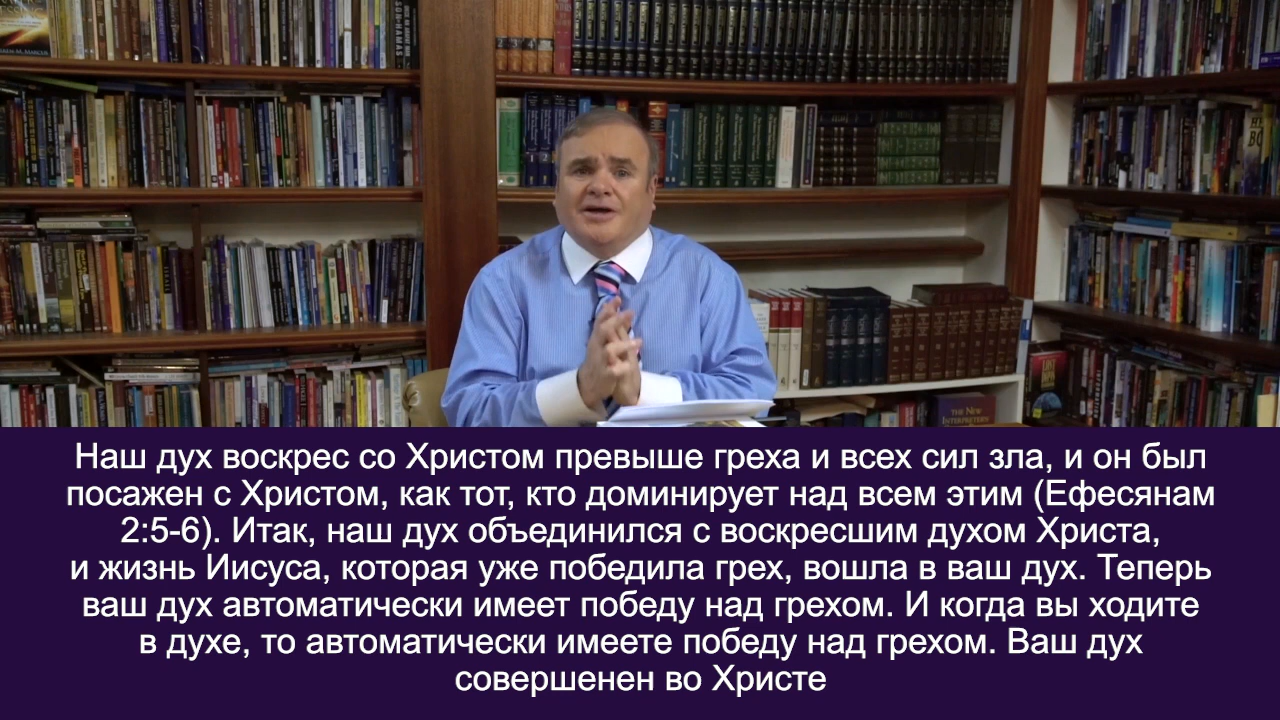 Наш дух воскрес со Христом превыше греха и всех сил зла, и он был
посажен с Христом, как тот, кто доминирует над всем этим (Ефесянам
2:5-6). Итак, наш дух объединился с воскресшим духом Христа,
и жизнь Иисуса, которая уже победила грех, вошла в ваш дух. Теперь
ваш дух автоматически имеет победу над грехом. И когда вы ходите
в духе, то автоматически имеете победу над грехом. Ваш дух
совершенен во Христе
THE NEW
INTERPRETER'S